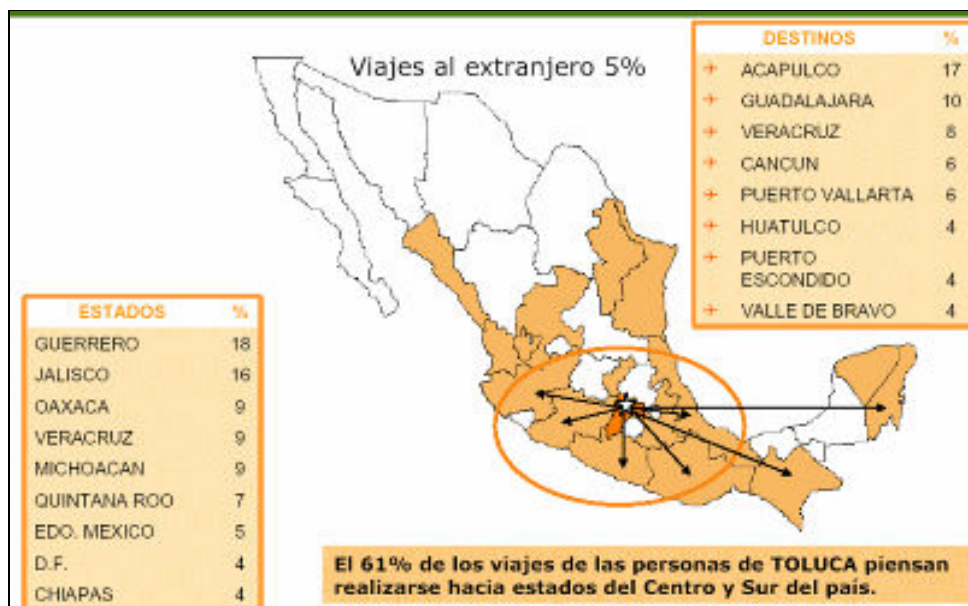 Viajes al extranjero 5%
DESTINOS %
ACAPULCO 17
GUADALAJARA 10
VERACRUZ 8
CANCUN 6
PUERTO VALLARTA 6
HUATULCO 4
PUERTO
ESCONDIDO 4
VALLE DE BRAVO 4
ESTADOS %
GUERRERO 18
JALISCO 16
OAXACA 9
VERACRUZ 9
MICHOACAN 9
QUINTANA ROO 7
EDO. MEXICO 5
D.F. 4
CHIAPAS 4
El 61% de los viajes de las personas de TOLUCA piensan
realizarse hacia estados del Centro y Sur del país.